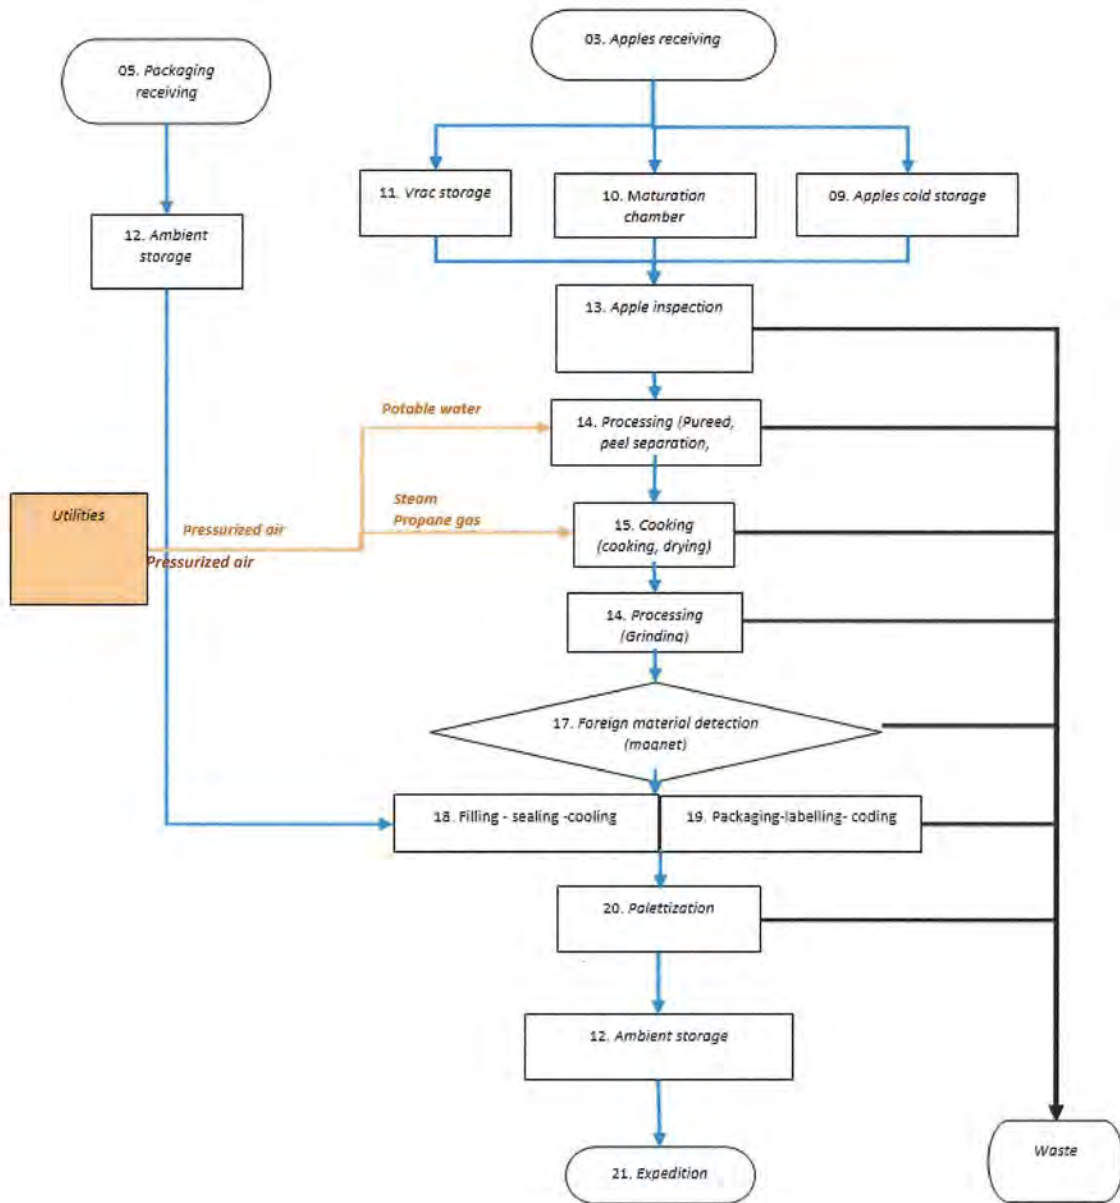 03. Apples receiving
05. Packaging
receiving
11. Vrac storage
10. Maturation
chamber
09. Apples cold storage
12. Ambient
storage
13. Apple inspection
Potable water
14. Processing (Pureed,
peel separation,
Utilities
Steam
Propane gas
Pressurized air
Pressurized air
15. Cooking
(cooking, drying)
14. Processing
(Grinding)
17. Foreign material detection
(magnet)
18. Filling - sealing -cooling
19. Packaging-labelling- coding
20. Palettization
12. Ambient storage
21. Expedition
Waste